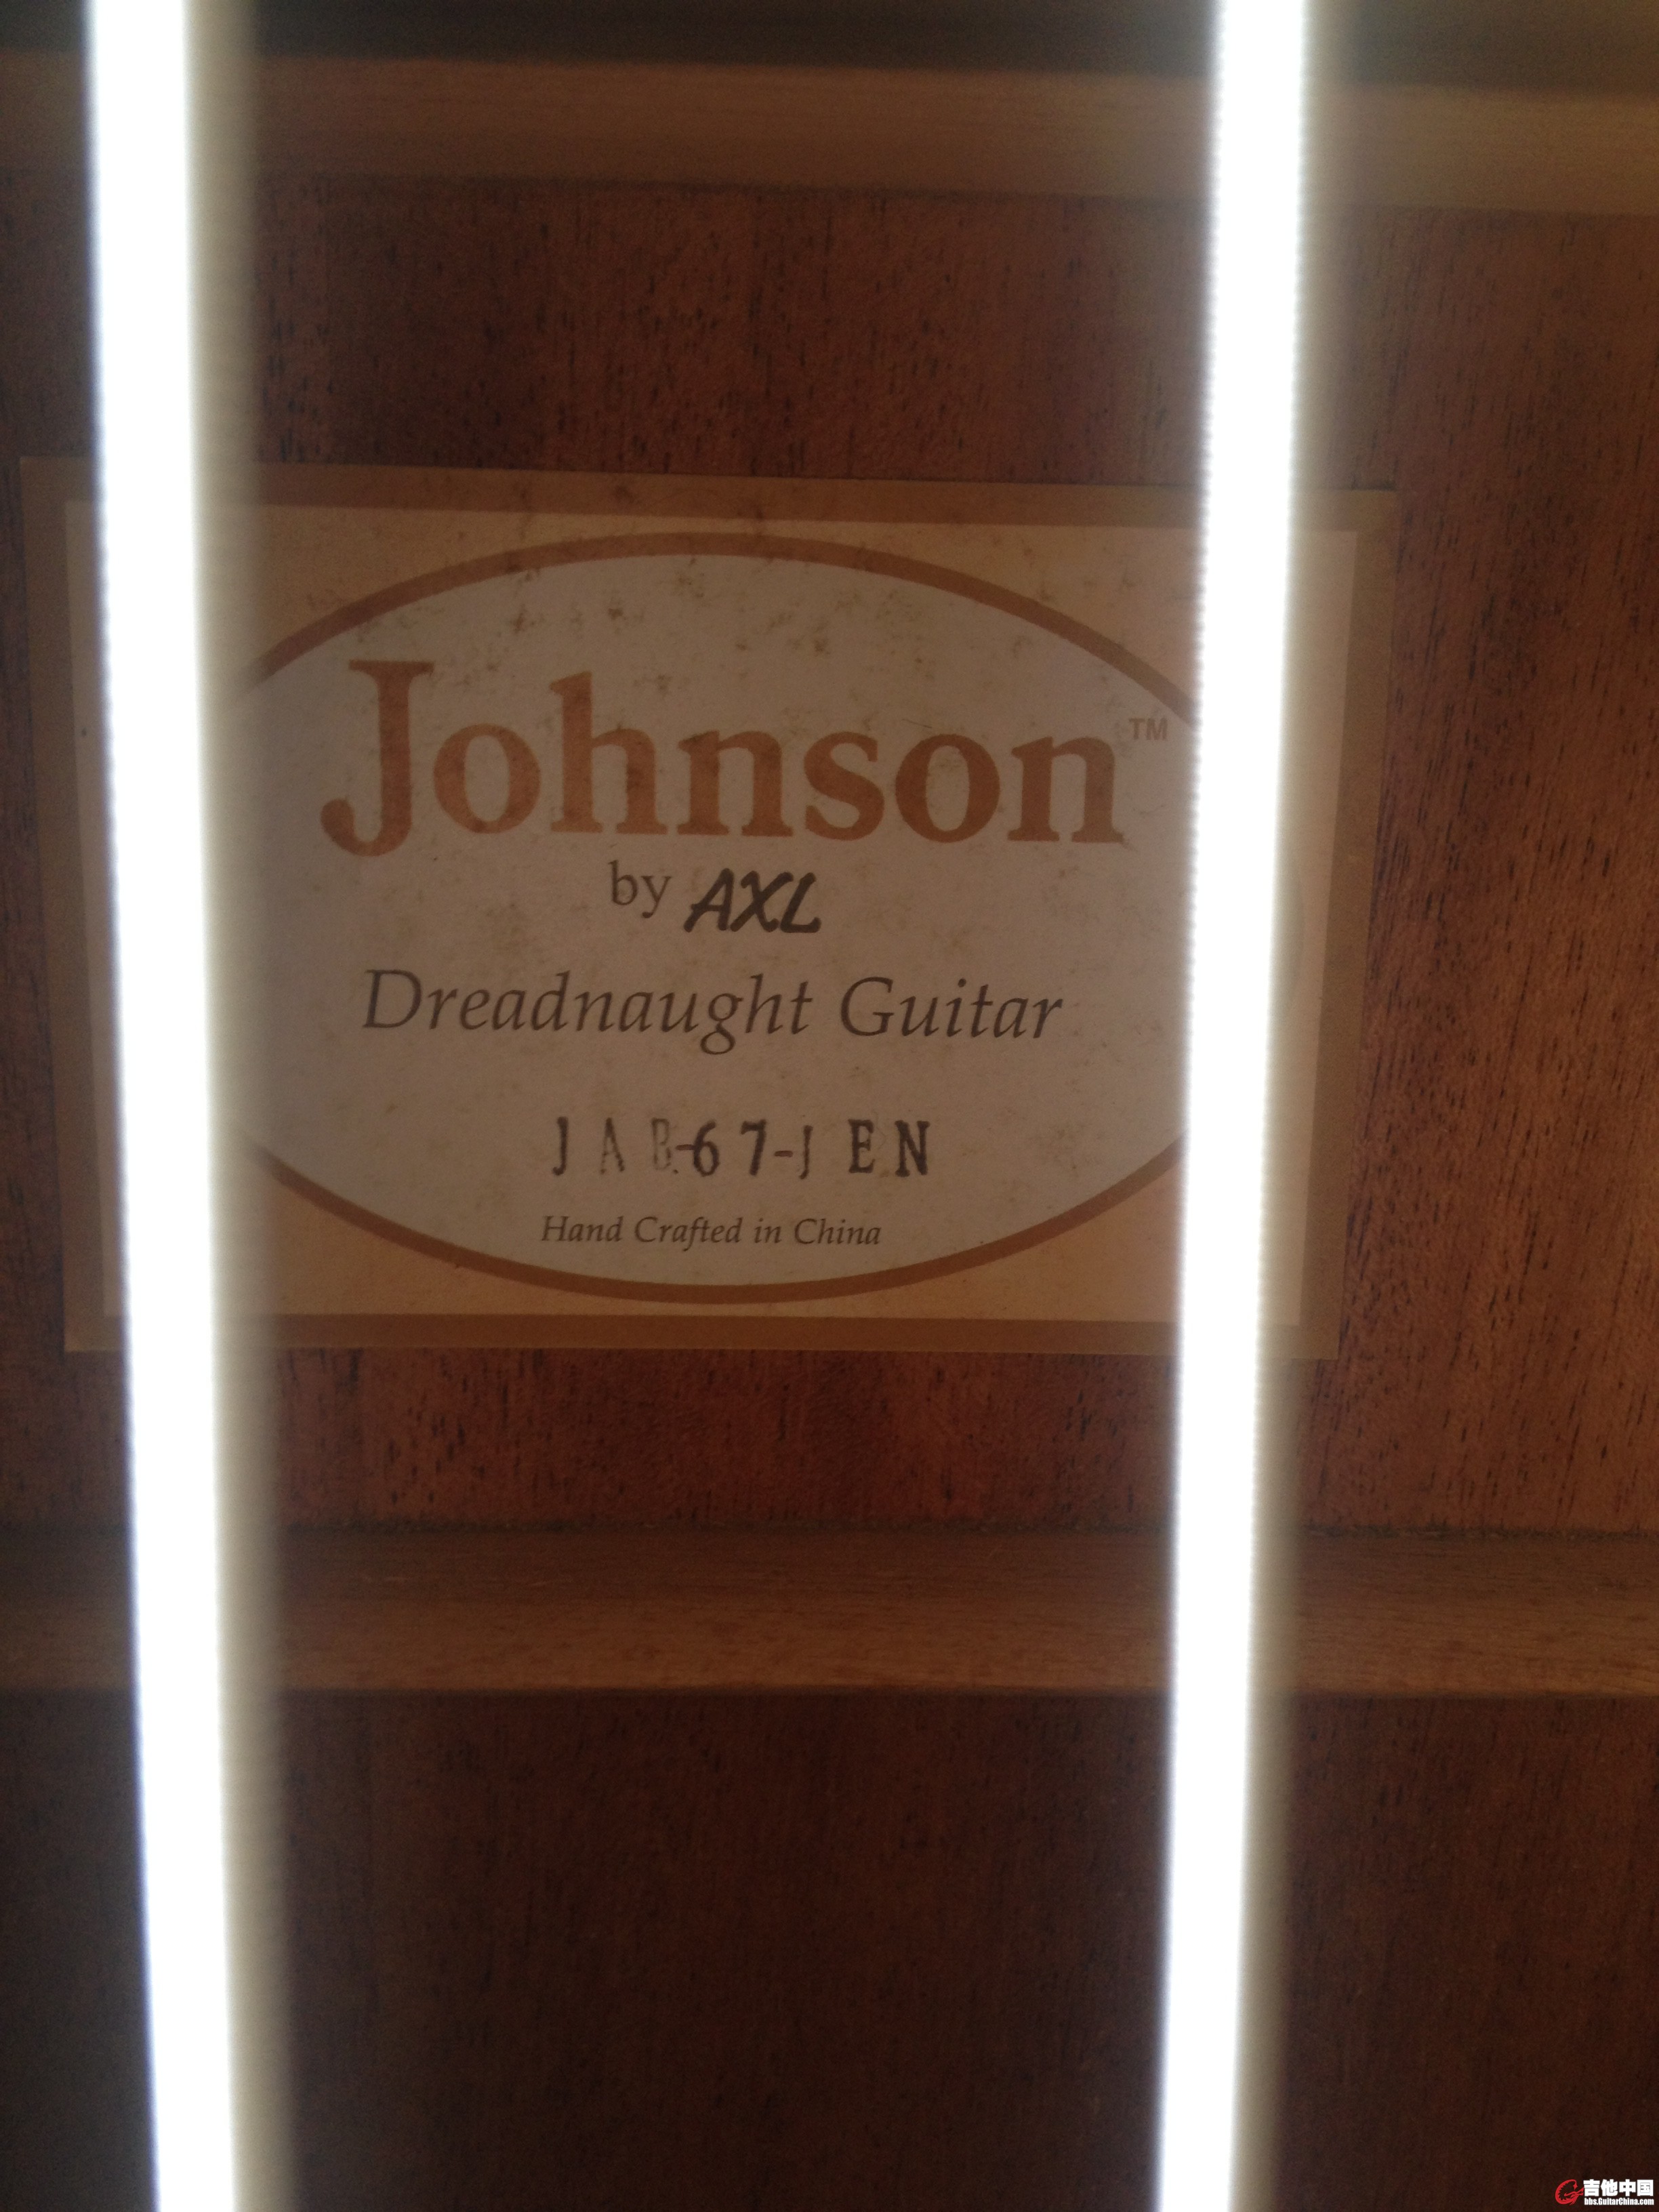 Johnson™
by AXL
Dreadnaught Guitar
JAB-67-JEN
Hand Crafted in China
吉他中国
bbs.GuitarChina.com